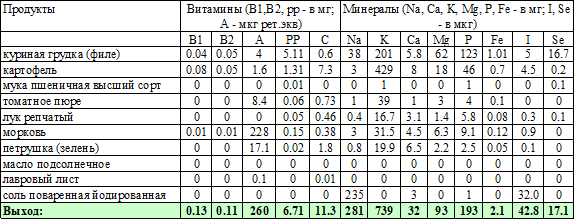 Продукты Витамины (B1,B2, pp - в мг; Минералы (Na, Ca, K, Mg, P, Fe - в мг; I, Se
A - мкг рет.экв) - в мкг)
B1 B2 A PP C Na K Ca Mg P Fe I Se
куриная грудка (филе) 0.04 0.05 4 5.11 0.6 38 201 5.8 62 123 1.01 5 16.7
картофель 0.08 0.05 1.6 1.31 7.3 3 429 8 18 46 0.7 4.5 0.2
мука пшеничная высший сорт 0 0 0 0.01 0 0 1 0 0 1 0 0 0.1
томатное пюре 0 0 8.4 0.06 0.73 1 39 1 3 4 0.1 0 0
лук репчатый 0 0 0 0.05 0.46 0.4 16.7 3.1 1.4 5.8 0.08 0.3 0.1
морковь 0.01 0.01 228 0.15 0.38 3 31.5 4.5 6.3 9.1 0.12 0.9 0
петрушка (зелень) 0 0 17.1 0.02 1.8 0.8 19.9 6.5 2.2 2.5 0.05 0.1 0
масло подсолнечное 0 0 0 0 0 0 0 0 0 0 0 0 0
лавровый лист 0 0 0.1 0 0.01 0 0 0 0 0 0 0 0
соль поваренная йодированная 0 0 0 0 0 235 0 3 0 1 0 32.0 0
Выход: 0.13 0.11 260 6.71 11.3 281 739 32 93 193 2.1 42.8 17.1